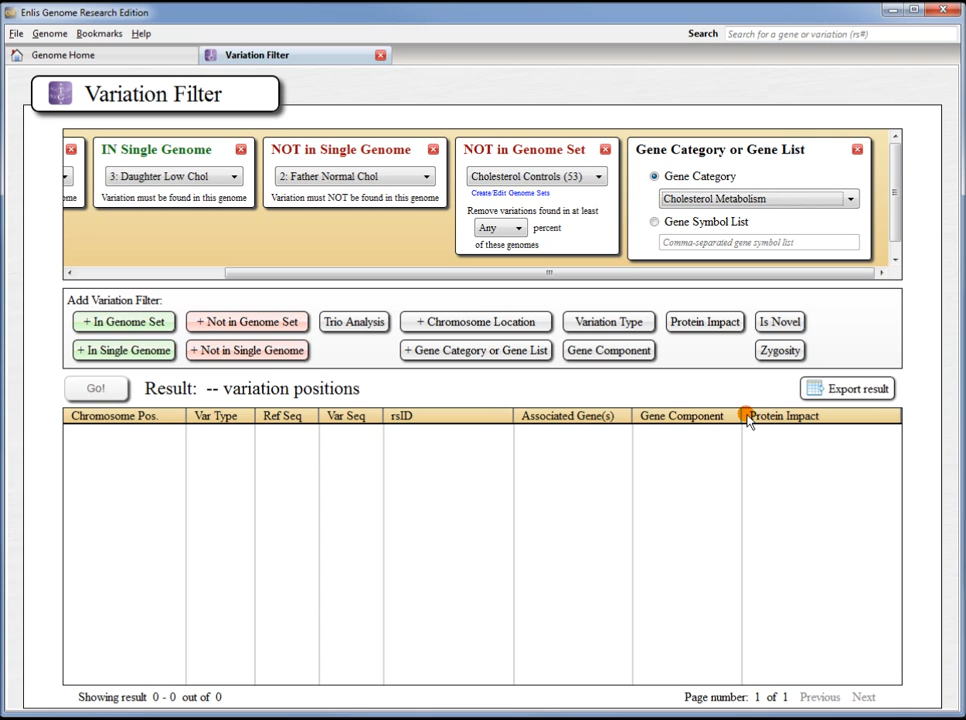 Enlis Genome Research Edition
File Genome Bookmarks Help
Search Search for a gene or variation (rs#)
Genome Home
Variation Filter
Variation Filter
ome
IN Single Genome
3: Daughter Low Chol
Variation must be found in this genome
NOT in Single Genome
2: Father Normal Chol
Variation must NOT be found in this genome
NOT in Genome Set
Cholesterol Controls (53)
Create/Edit Genome Sets
Remove variations found in at least
Any percent
of these genomes
Gene Category or Gene List
Gene Category
Cholesterol Metabolism
Gene Symbol List
Comma-separated gene symbol list
Add Variation Filter:
+ In Genome Set + Not in Genome Set Trio Analysis + Chromosome Location Variation Type Protein Impact Is Novel
+ In Single Genome + Not in Single Genome + Gene Category or Gene List Gene Component Zygosity
Go! Result: -- variation positions Export result
Chromosome Pos. Var Type Ref Seq Var Seq rsID Associated Gene(s) Gene Component Protein Impact
Showing result 0 - 0 out of 0 Page number: 1 of 1 Previous Next